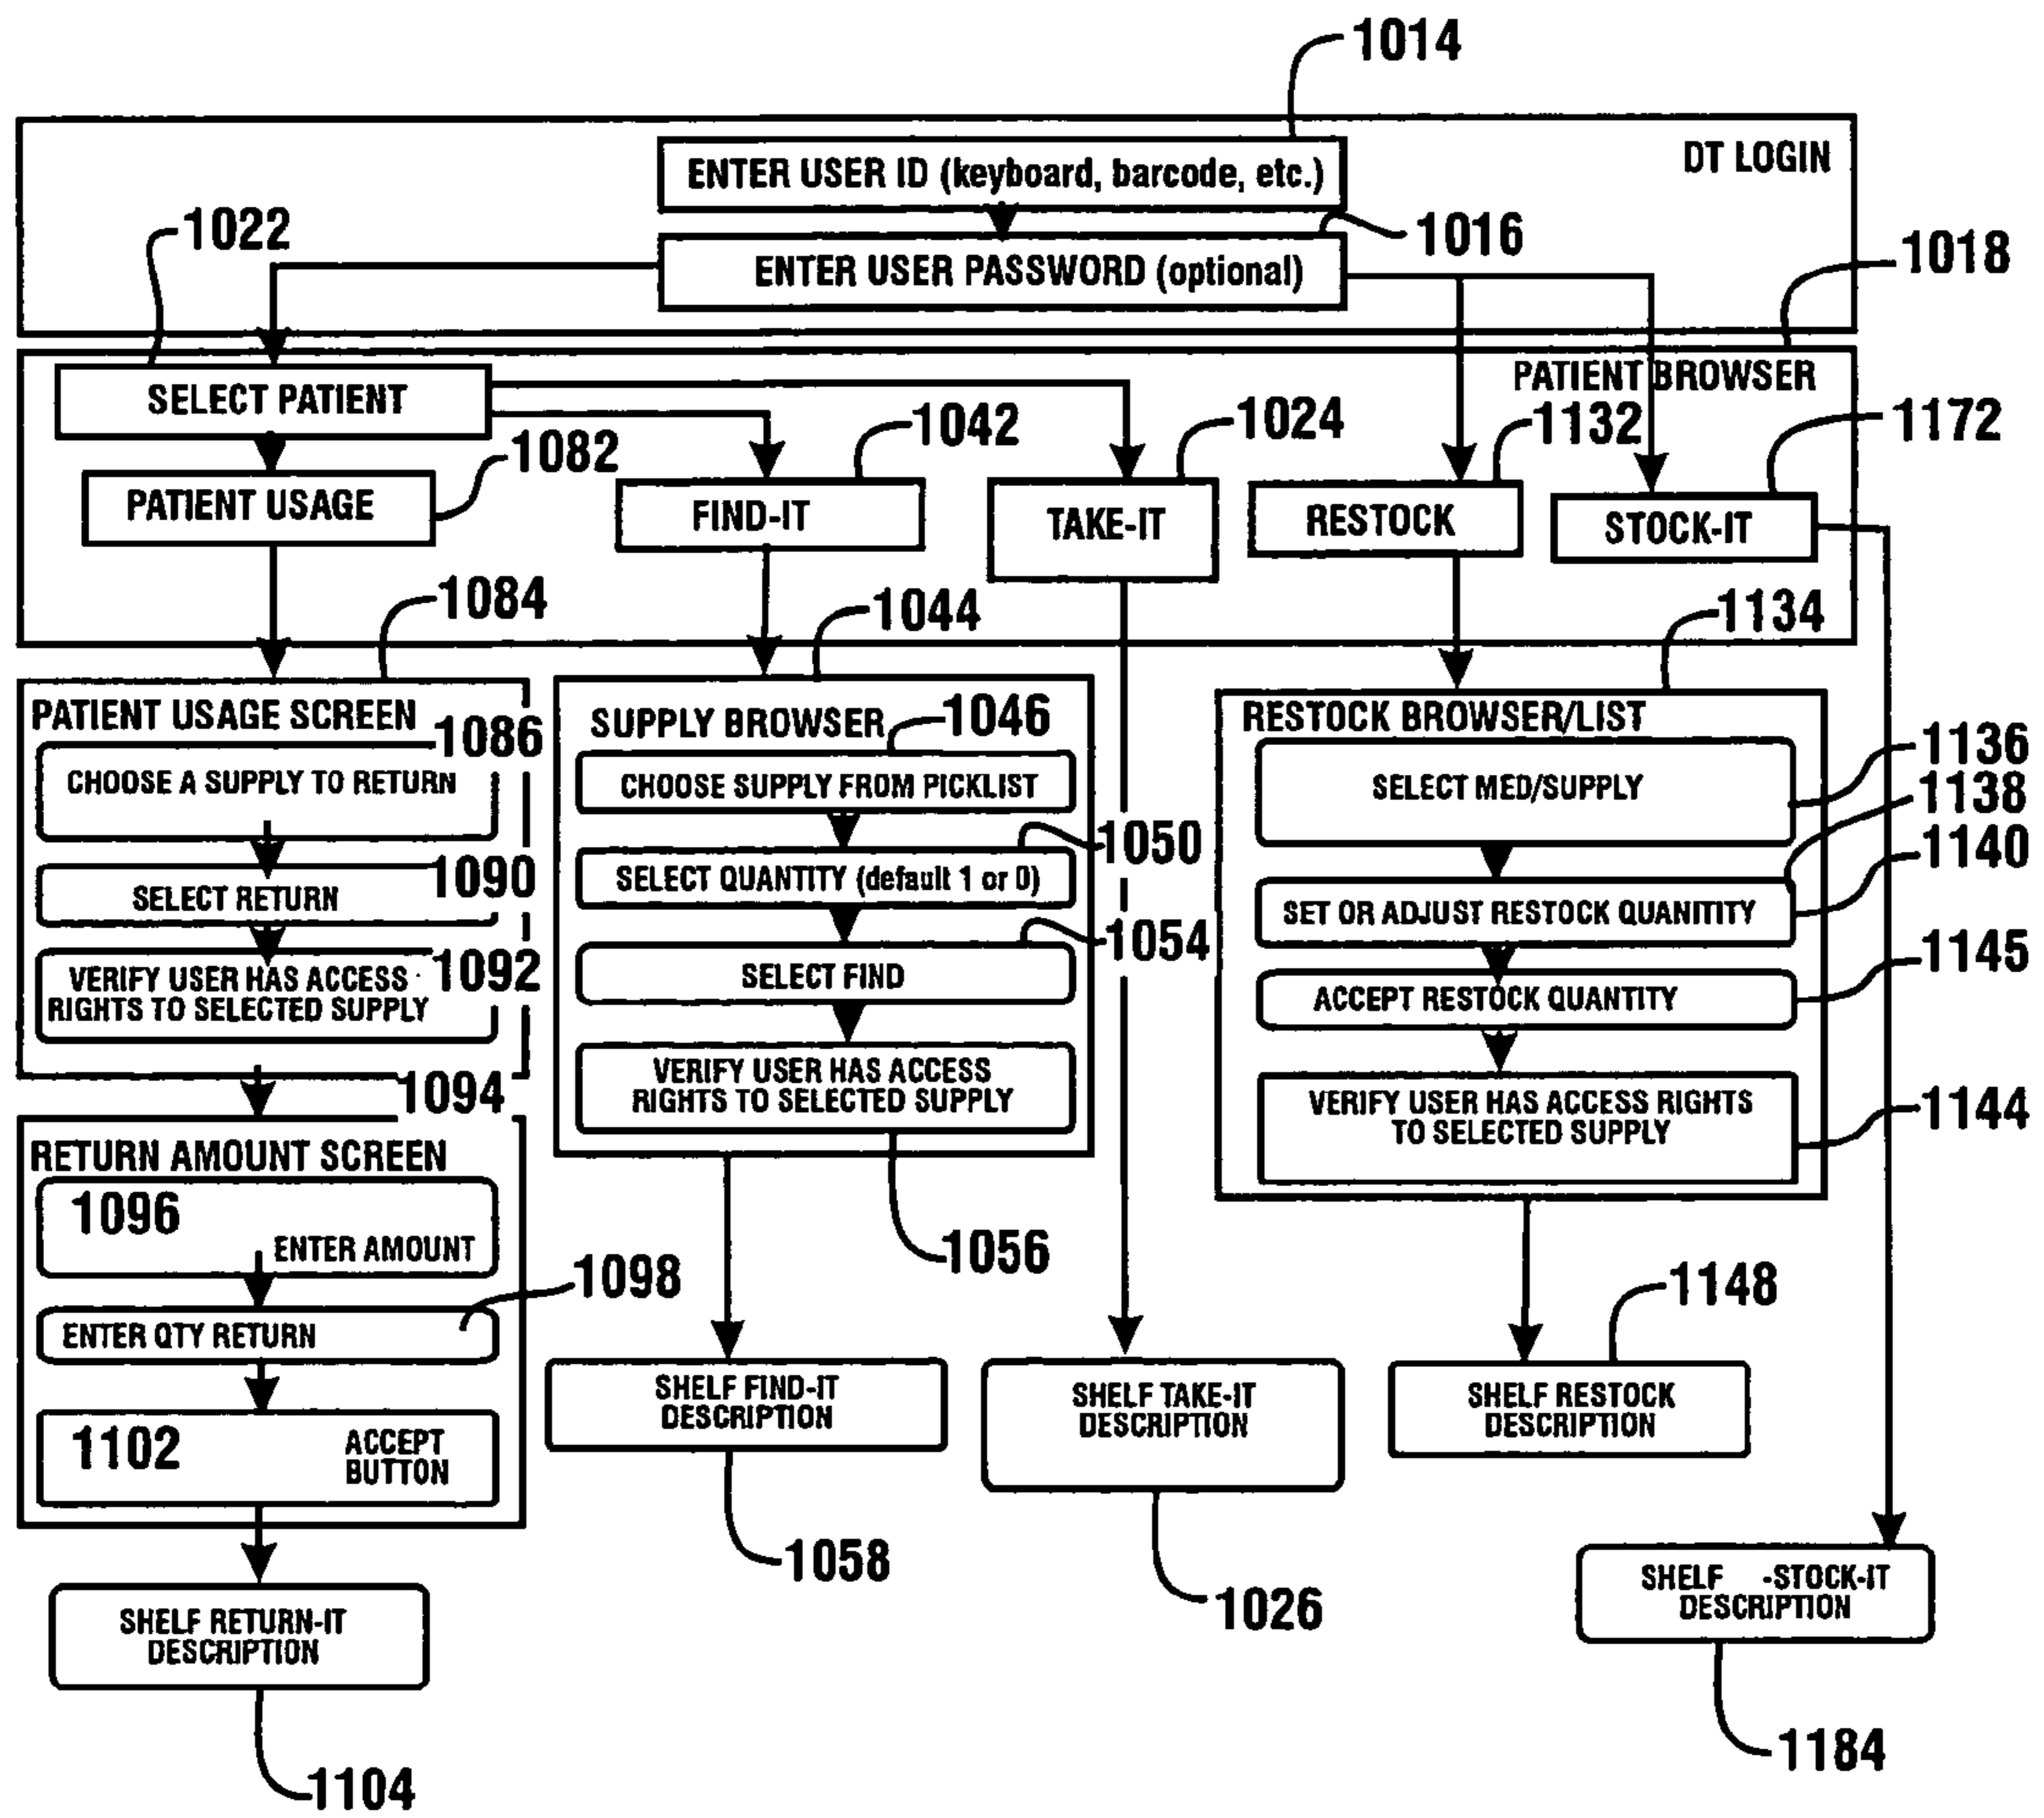 1014
DT LOGIN
ENTER USER ID (keyboard, barcode, etc.)
1022
1016
1018
ENTER USER PASSWORD (optional)
PATIENT BROWSER
SELECT PATIENT
1082
1042
1024
1132
1172
PATIENT USAGE
FIND-IT
TAKE-IT
RESTOCK
STOCK-IT
1084
1044
1134
PATIENT USAGE SCREEN
1086
CHOOSE A SUPPLY TO RETURN
1090
SELECT RETURN
1092
VERIFY USER HAS ACCESS
RIGHTS TO SELECTED SUPPLY
1094
SUPPLY BROWSER
1046
CHOOSE SUPPLY FROM PICKLIST
1050
SELECT QUANTITY (default 1 or 0)
1054
SELECT FIND
VERIFY USER HAS ACCESS
RIGHTS TO SELECTED SUPPLY
1056
RESTOCK BROWSER/LIST
1136
SELECT MED/SUPPLY
1138
1140
SET OR ADJUST RESTOCK QUANITITY
1145
ACCEPT RESTOCK QUANTITY
VERIFY USER HAS ACCESS RIGHTS
TO SELECTED SUPPLY
1144
RETURN AMOUNT SCREEN
1096
ENTER AMOUNT
1098
ENTER QTY RETURN
1102
ACCEPT
BUTTON
1148
SHELF FIND-IT
DESCRIPTION
SHELF TAKE-IT
DESCRIPTION
SHELF RESTOCK
DESCRIPTION
1058
1026
SHELF -STOCK-IT
DESCRIPTION
SHELF RETURN-IT
DESCRIPTION
1184
1104